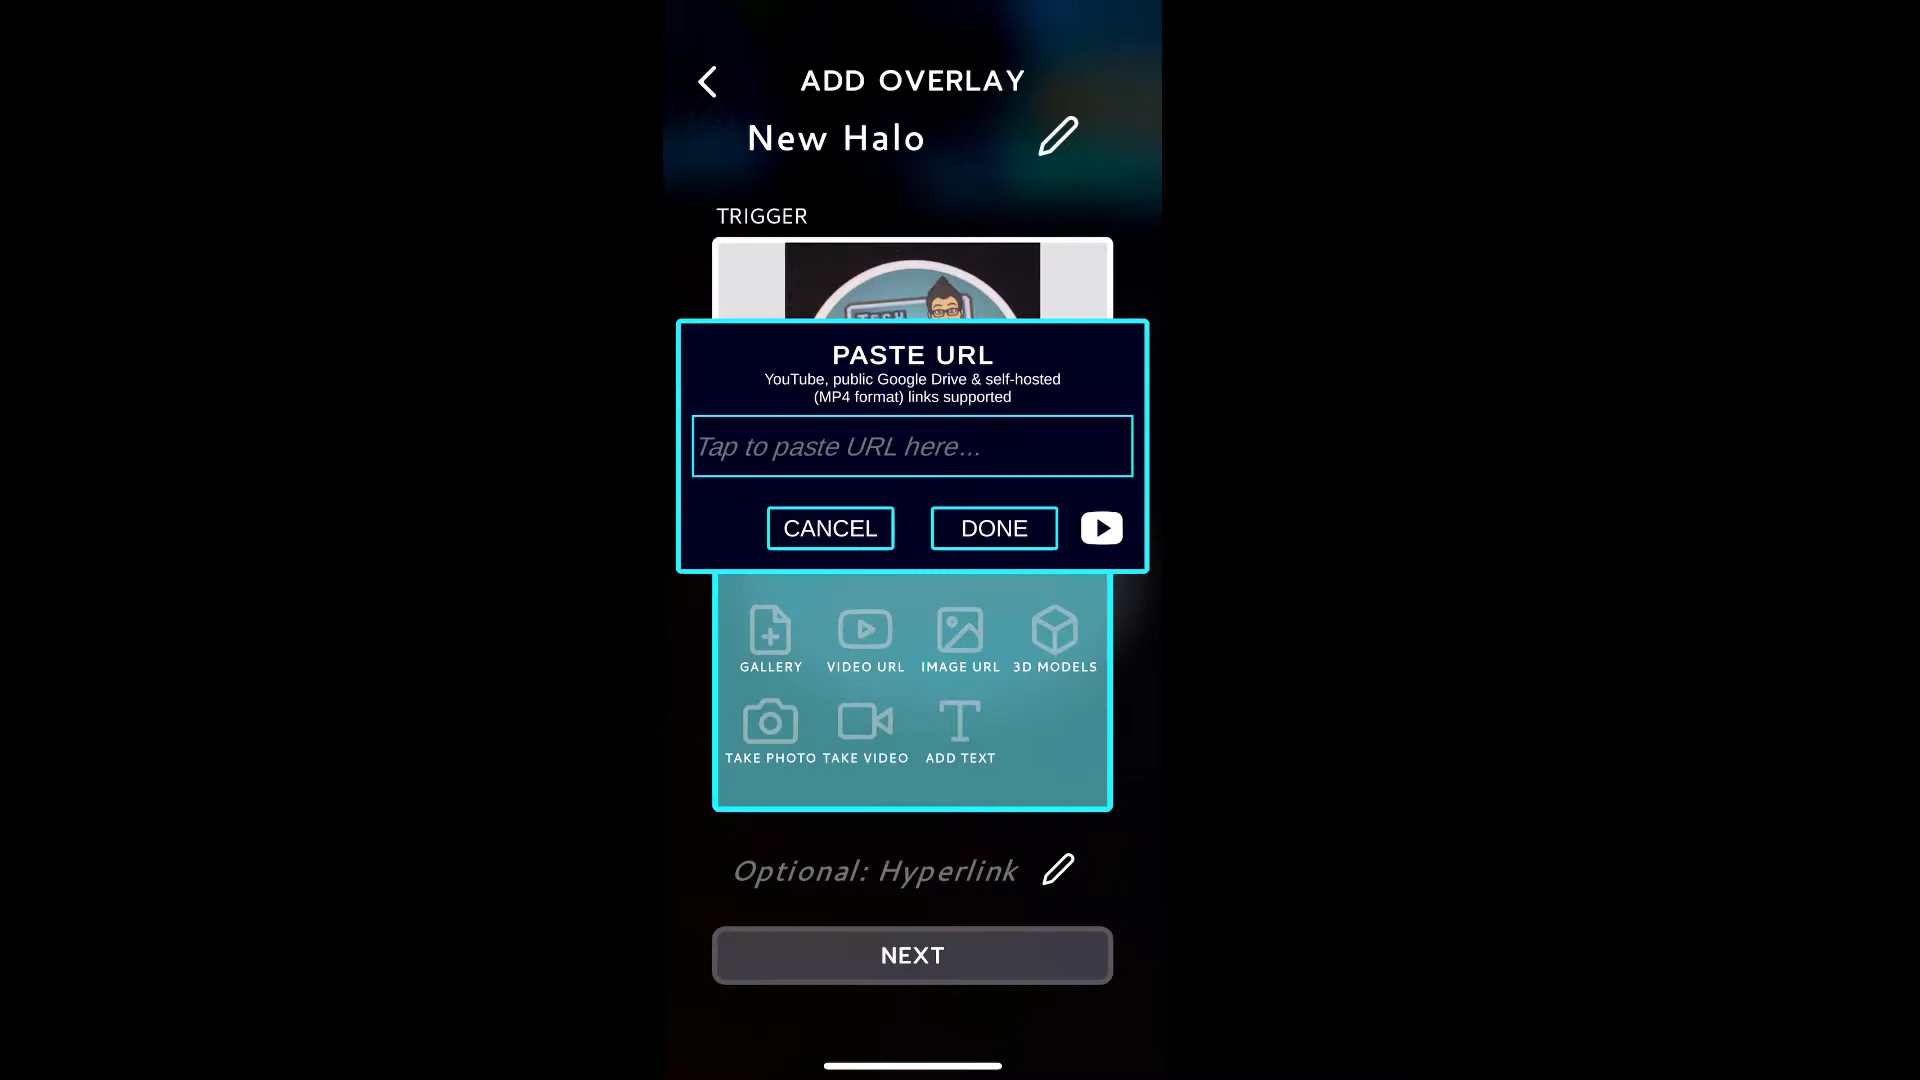 ADD OVERLAY
New Halo
TRIGGER
TECH
PASTE URL
YouTube, public Google Drive & self-hosted
(MP4 format) links supported
Tap to paste URL here...
CANCEL DONE
GALLERY VIDEO URL IMAGE URL 3D MODELS
TAKE PHOTO TAKE VIDEO ADD TEXT
Optional: Hyperlink
NEXT